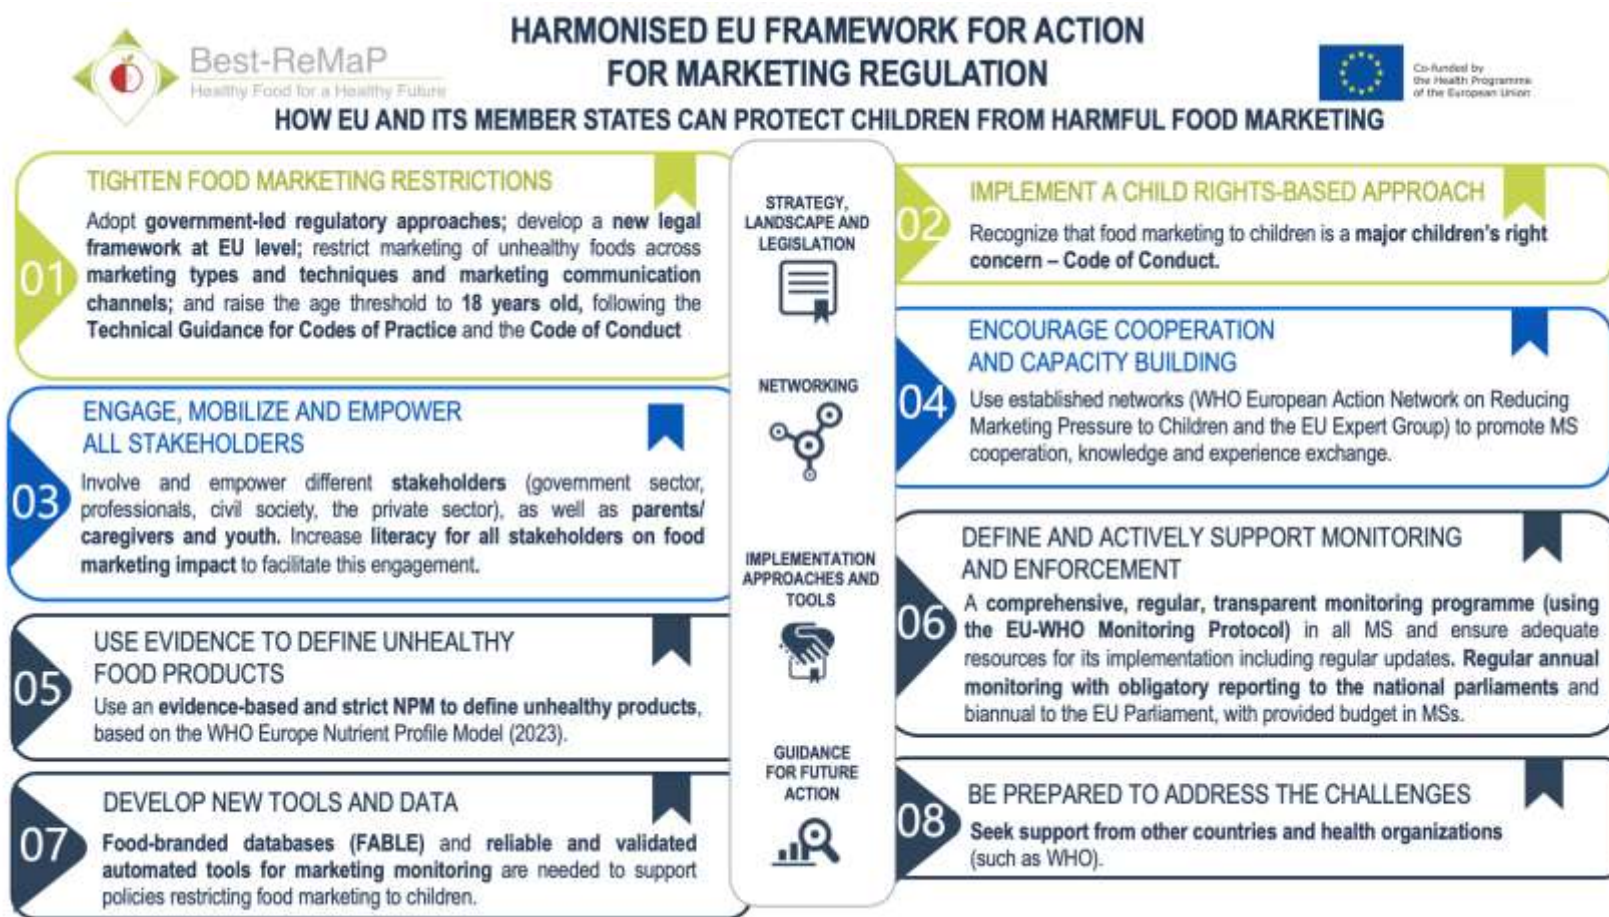 Best-ReMaP
Healthy Food for a Healthy Future
HARMONISED EU FRAMEWORK FOR ACTION
FOR MARKETING REGULATION
Co-funded by
the Health Programme
of the European Union
HOW EU AND ITS MEMBER STATES CAN PROTECT CHILDREN FROM HARMFUL FOOD MARKETING
01
TIGHTEN FOOD MARKETING RESTRICTIONS
Adopt government-led regulatory approaches; develop a new legal
framework at EU level; restrict marketing of unhealthy foods across
marketing types and techniques and marketing communication
channels; and raise the age threshold to 18 years old, following the
Technical Guidance for Codes of Practice and the Code of Conduct
STRATEGY,
LANDSCAPE AND
LEGISLATION
02
IMPLEMENT A CHILD RIGHTS-BASED APPROACH
Recognize that food marketing to children is a major children's right
concern – Code of Conduct.
03
ENGAGE, MOBILIZE AND EMPOWER
ALL STAKEHOLDERS
Involve and empower different stakeholders (government sector,
professionals, civil society, the private sector), as well as parents/
caregivers and youth. Increase literacy for all stakeholders on food
marketing impact to facilitate this engagement.
NETWORKING
04
ENCOURAGE COOPERATION
AND CAPACITY BUILDING
Use established networks (WHO European Action Network on Reducing
Marketing Pressure to Children and the EU Expert Group) to promote MS
cooperation, knowledge and experience exchange.
05
USE EVIDENCE TO DEFINE UNHEALTHY
FOOD PRODUCTS
Use an evidence-based and strict NPM to define unhealthy products,
based on the WHO Europe Nutrient Profile Model (2023).
IMPLEMENTATION
APPROACHES AND
TOOLS
06
DEFINE AND ACTIVELY SUPPORT MONITORING
AND ENFORCEMENT
A comprehensive, regular, transparent monitoring programme (using
the EU-WHO Monitoring Protocol) in all MS and ensure adequate
resources for its implementation including regular updates. Regular annual
monitoring with obligatory reporting to the national parliaments and
biannual to the EU Parliament, with provided budget in MSs.
07
DEVELOP NEW TOOLS AND DATA
Food-branded databases (FABLE) and reliable and validated
automated tools for marketing monitoring are needed to support
policies restricting food marketing to children.
GUIDANCE
FOR FUTURE
ACTION
08
BE PREPARED TO ADDRESS THE CHALLENGES
Seek support from other countries and health organizations
(such as WHO).